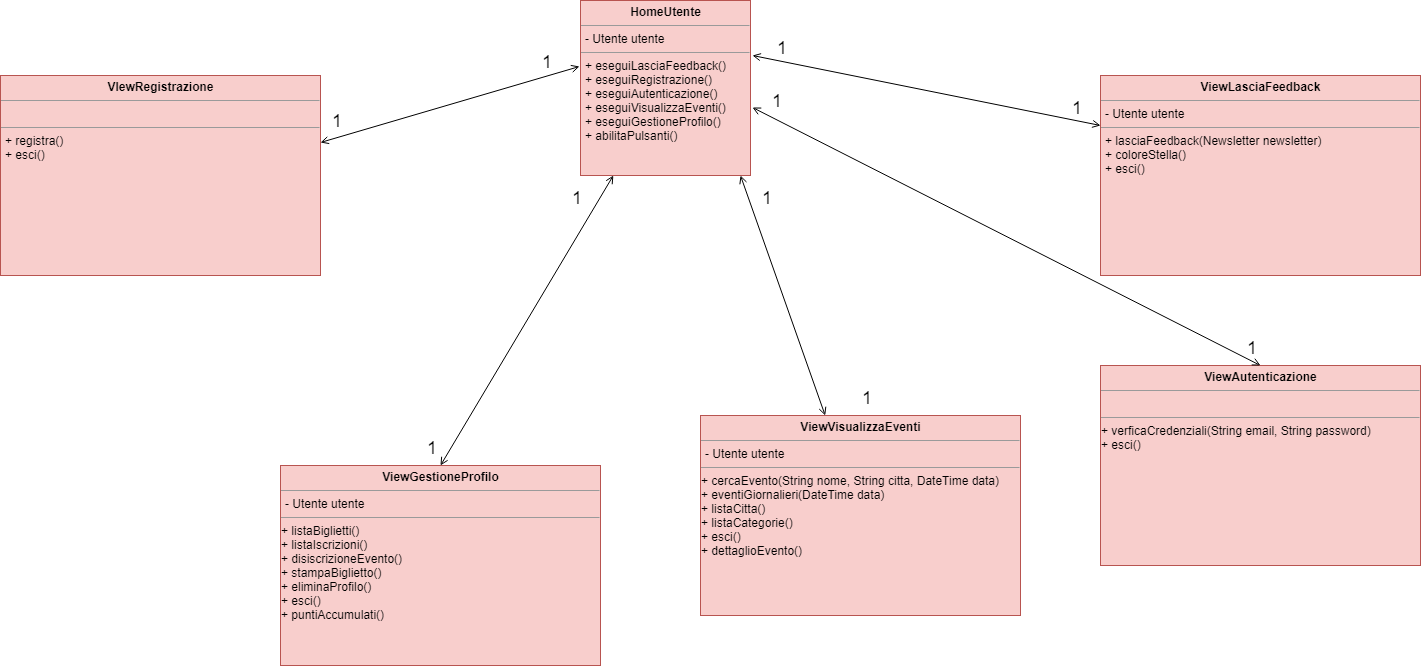 HomeUtente
- Utente utente
+ eseguiLasciaFeedback()
+ eseguiRegistrazione()
+ eseguiAutenticazione()
+ eseguiVisualizzaEventi()
+ eseguiGestioneProfilo()
+ abilitaPulsanti()
1
1
1
1
1
1
1
1
1
1
VIewRegistrazione
+ registra()
+ esci()
ViewLasciaFeedback
- Utente utente
+ lasciaFeedback(Newsletter newsletter)
+ coloreStella()
+ esci()
ViewGestioneProfilo
- Utente utente
+ listaBiglietti()
+ listaIscrizioni()
+ disiscrizioneEvento()
+ stampaBiglietto()
+ eliminaProfilo()
+ esci()
+ puntiAccumulati()
ViewVisualizzaEventi
- Utente utente
+ cercaEvento(String nome, String citta, DateTime data)
+ eventiGiornalieri(DateTime data)
+ listaCitta()
+ listaCategorie()
+ esci()
+ dettaglioEvento()
ViewAutenticazione
+ verficaCredenziali(String email, String password)
+ esci()